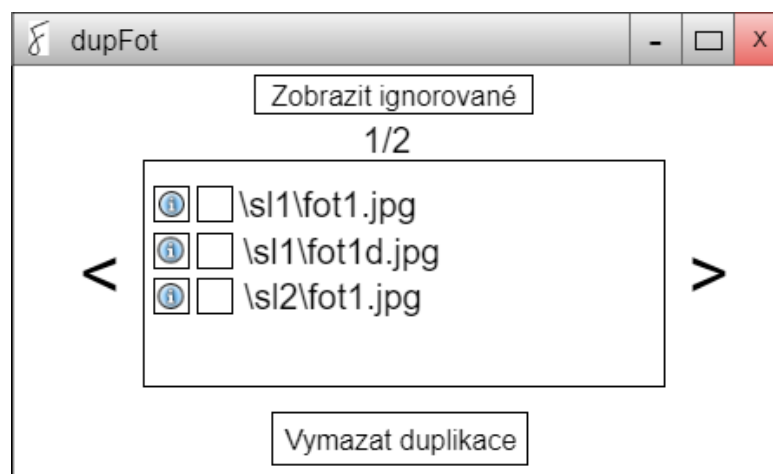 dupFot
Zobrazit ignorované
1/2
\sl1\fot1.jpg
\sl1\fot1d.jpg
\sl2\fot1.jpg
< >
Vymazat duplikace